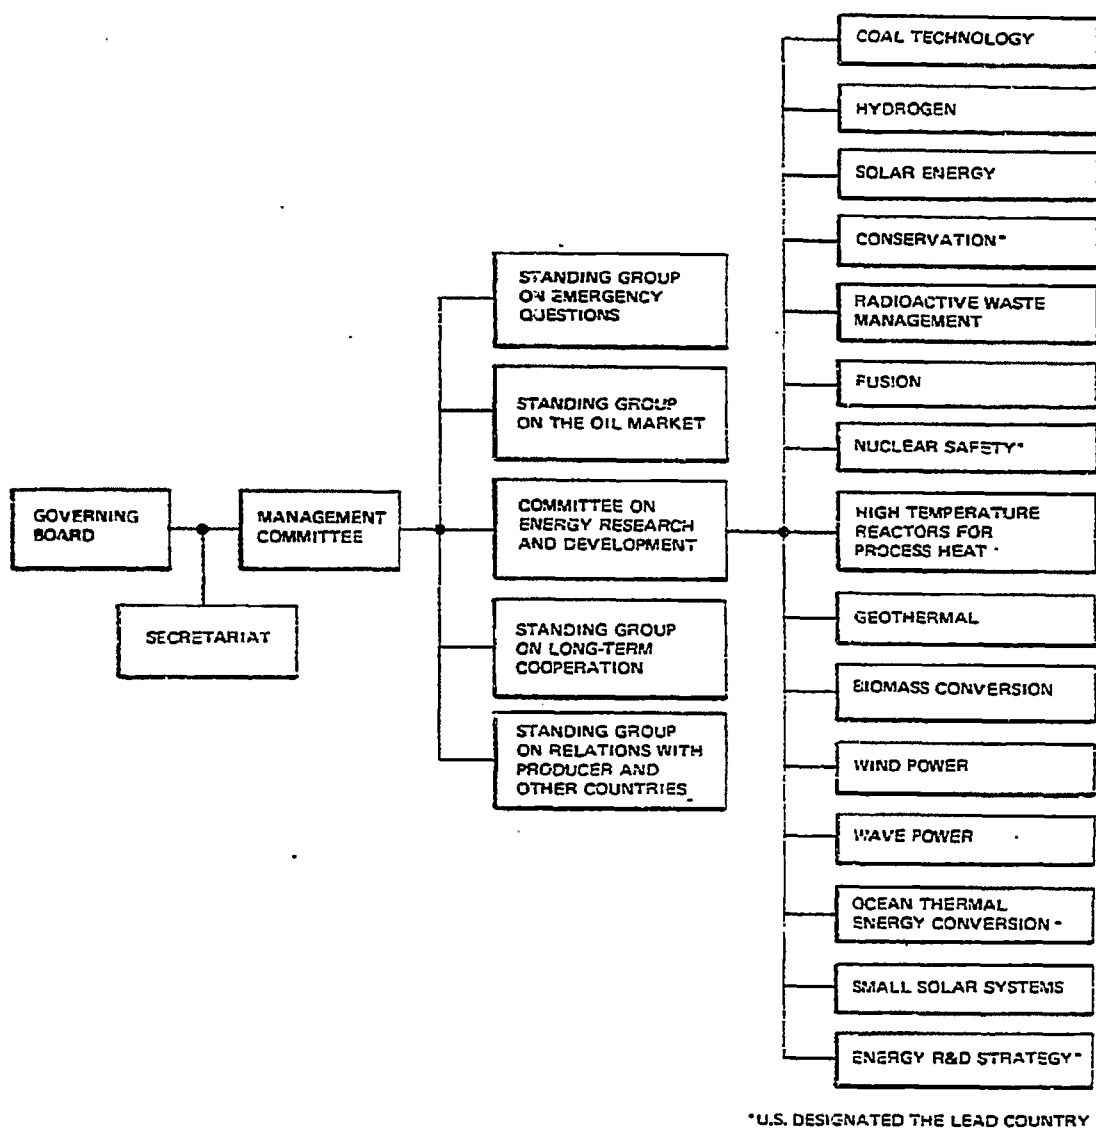 GOVERNING
BOARD
SECRETARIAT
MANAGEMENT
COMMITTEE
STANDING GROUP
ON EMERGENCY
QUESTIONS
STANDING GROUP
ON THE OIL MARKET
COMMITTEE ON
ENERGY RESEARCH
AND DEVELOPMENT
STANDING GROUP
ON LONG-TERM
COOPERATION
STANDING GROUP
ON RELATIONS WITH
PRODUCER AND
OTHER COUNTRIES
COAL TECHNOLOGY
HYDROGEN
SOLAR ENERGY
CONSERVATION*
RADIOACTIVE WASTE
MANAGEMENT
FUSION
NUCLEAR SAFETY*
HIGH TEMPERATURE
REACTORS FOR
PROCESS HEAT *
GEOTHERMAL
BIOMASS CONVERSION
WIND POWER
WAVE POWER
OCEAN THERMAL
ENERGY CONVERSION*
SMALL SOLAR SYSTEMS
ENERGY R&D STRATEGY*
*U.S. DESIGNATED THE LEAD COUNTRY